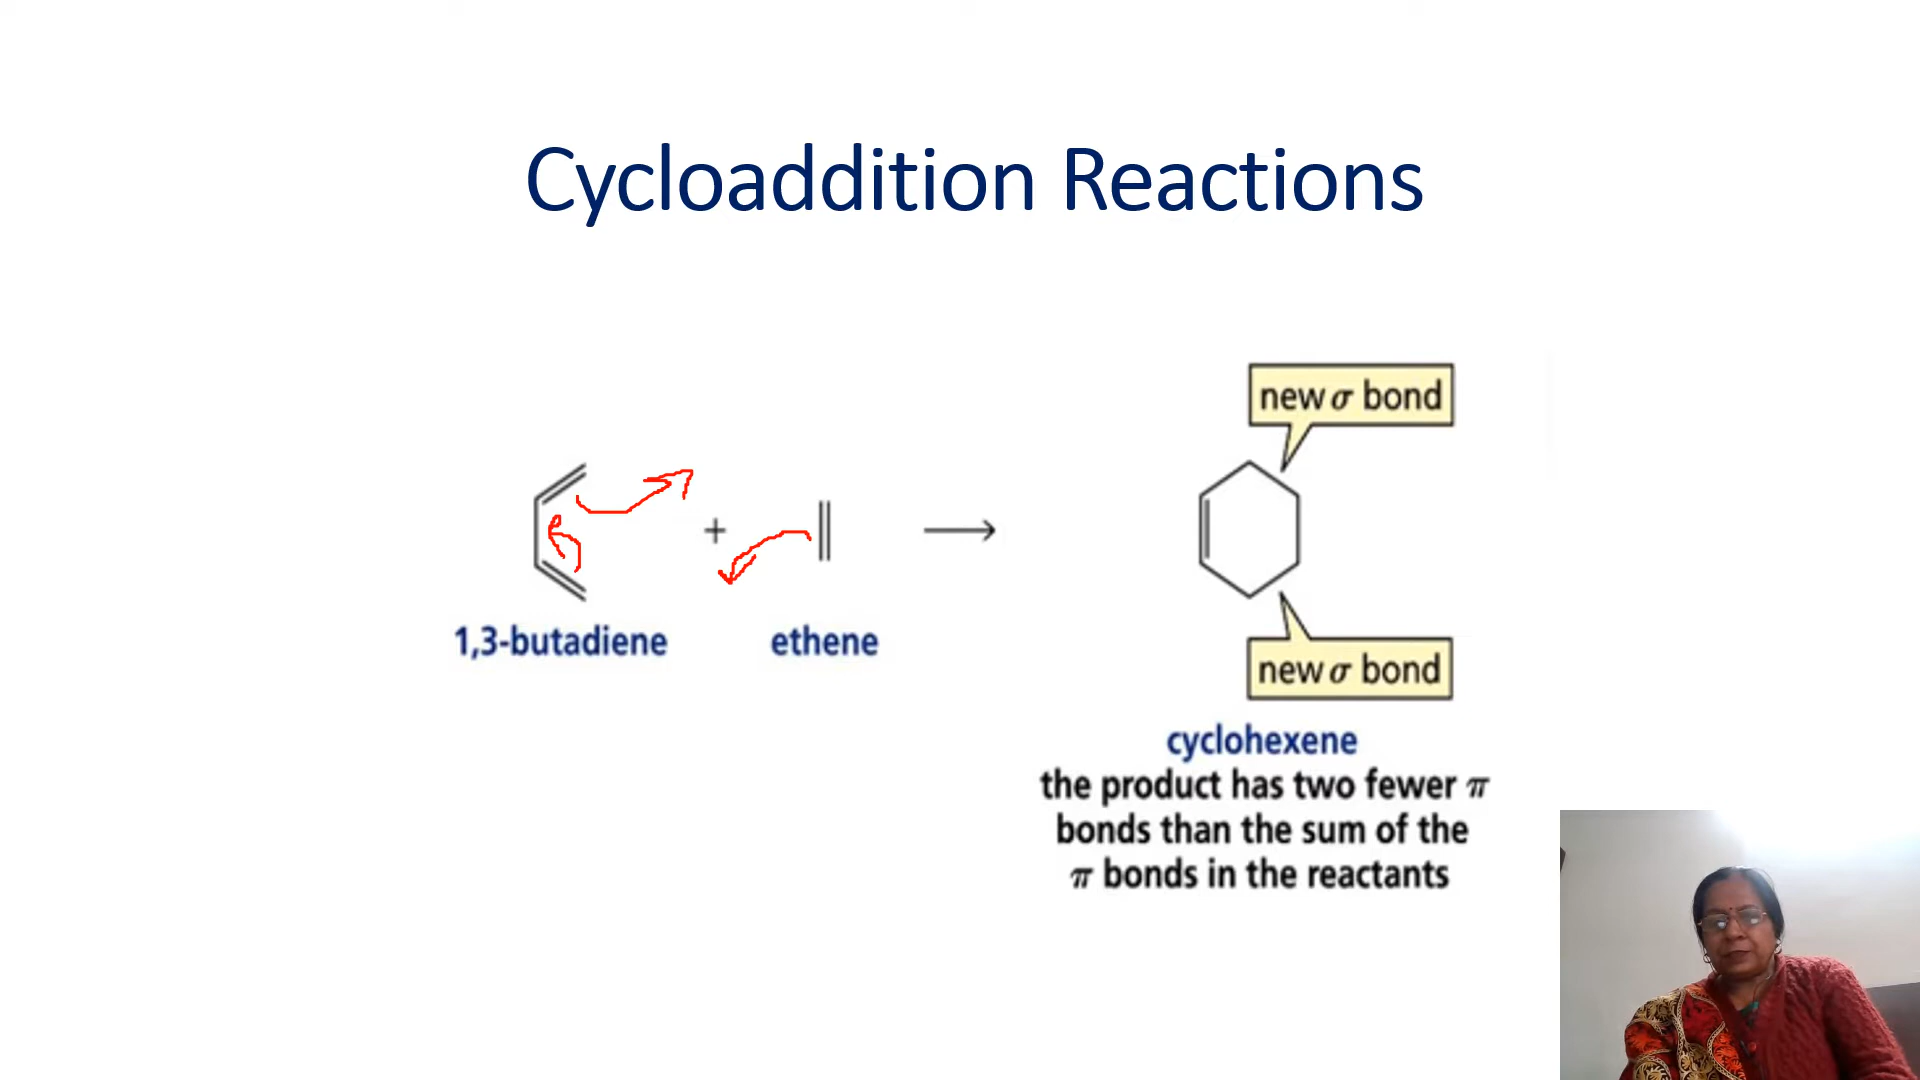 Cycloaddition Reactions
new σ bond
+
1,3-butadiene
ethene
new σ bond
cyclohexene
the product has two fewer π
bonds than the sum of the
π bonds in the reactants